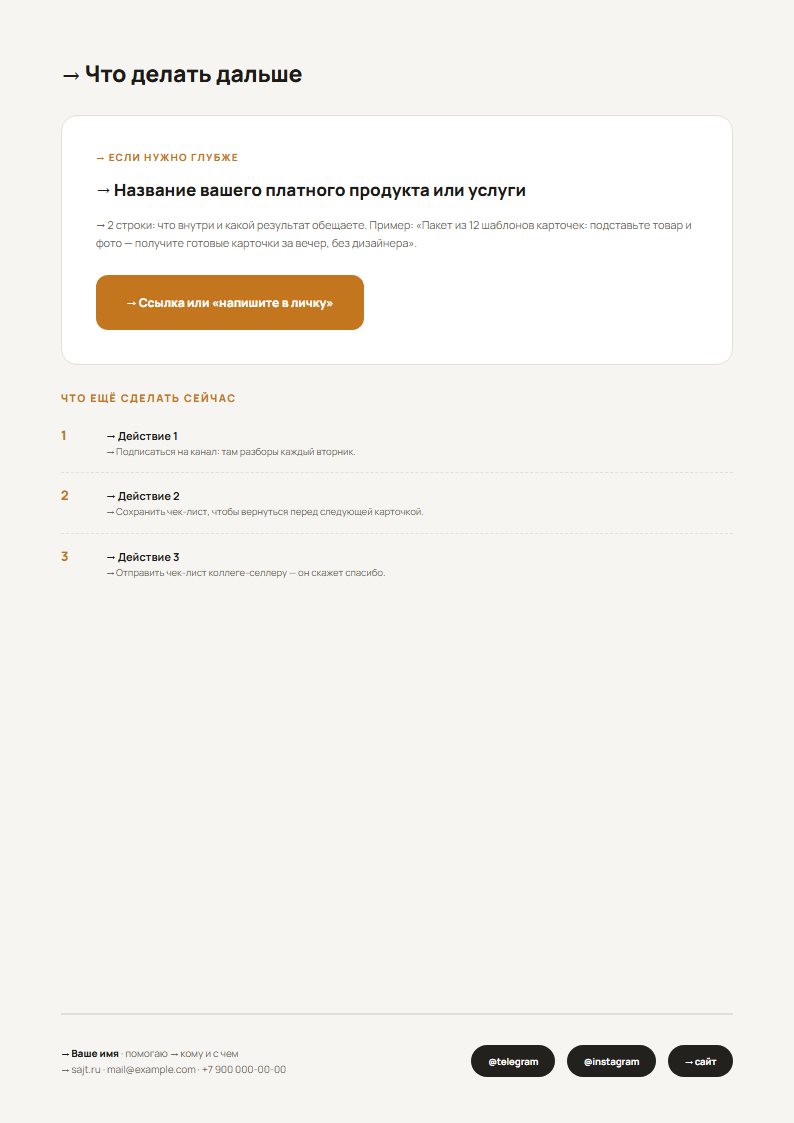 → Что делать дальше
→ ЕСЛИ НУЖНО ГЛУБЖЕ
→ Название вашего платного продукта или услуги
→ 2 строки: что внутри и какой результат обещаете. Пример: «Пакет из 12 шаблонов карточек: подставьте товар и
фото — получите готовые карточки за вечер, без дизайнера».
→ Ссылка или «напишите в личку»
ЧТО ЕЩЁ СДЕЛАТЬ СЕЙЧАС
1 → Действие 1
→ Подписаться на канал: там разборы каждый вторник.
2 → Действие 2
→ Сохранить чек-лист, чтобы вернуться перед следующей карточкой.
3 → Действие 3
→ Отправить чек-лист коллеге-селлеру — он скажет спасибо.
→ Ваше имя · помогаю → кому и с чем
→ sajt.ru · mail@example.com · +7 900 000-00-00
@telegram @instagram → сайт